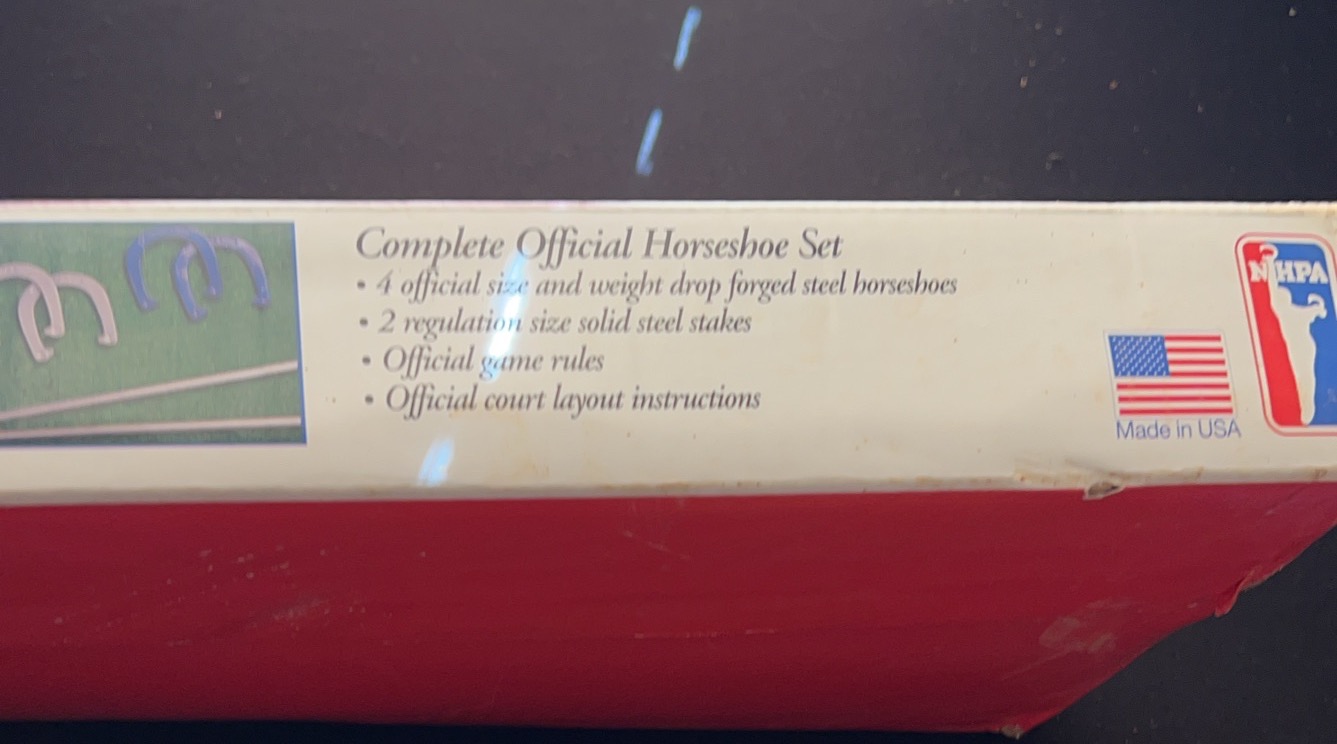 Complete Official Horseshoe Set
• 4 official size and weight drop forged steel horseshoes
• 2 regulation size solid steel stakes
• Official game rules
• Official court layout instructions
NHPA
Made in USA